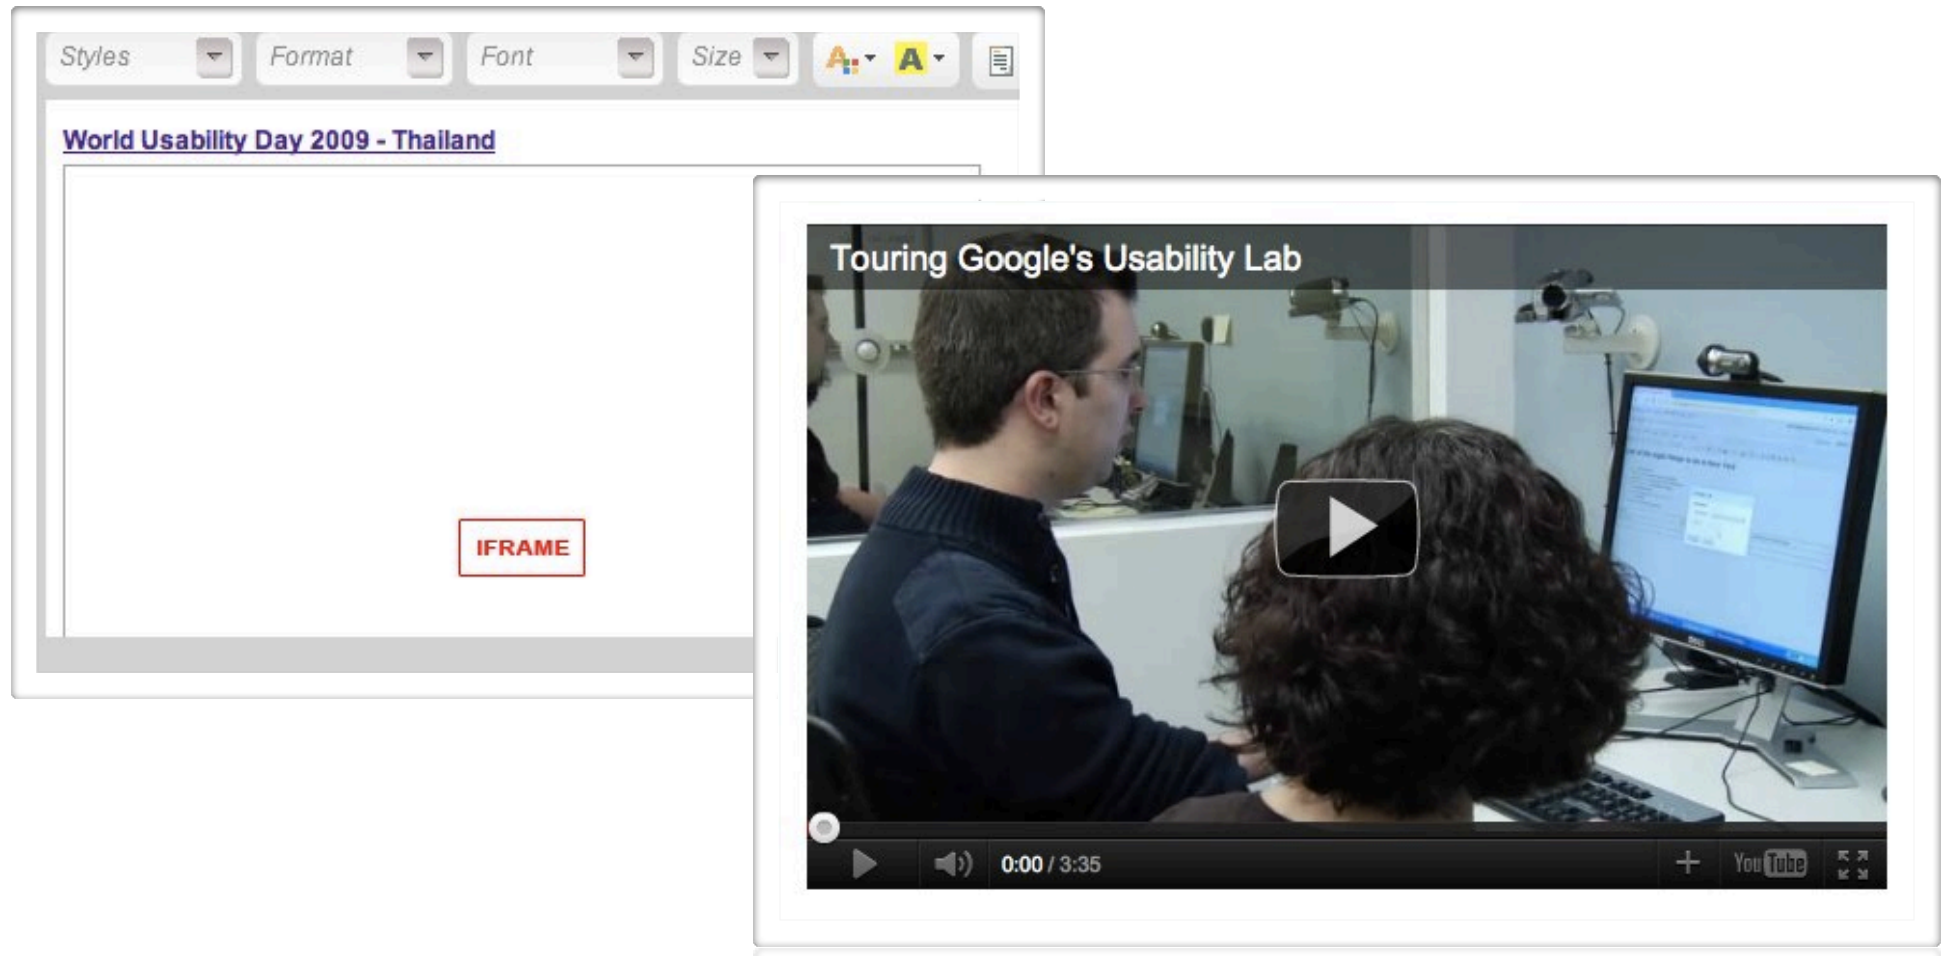 Styles Format Font Size A A
World Usability Day 2009 - Thailand
IFRAME
Touring Google's Usability Lab
0:00 / 3:35
YouTube